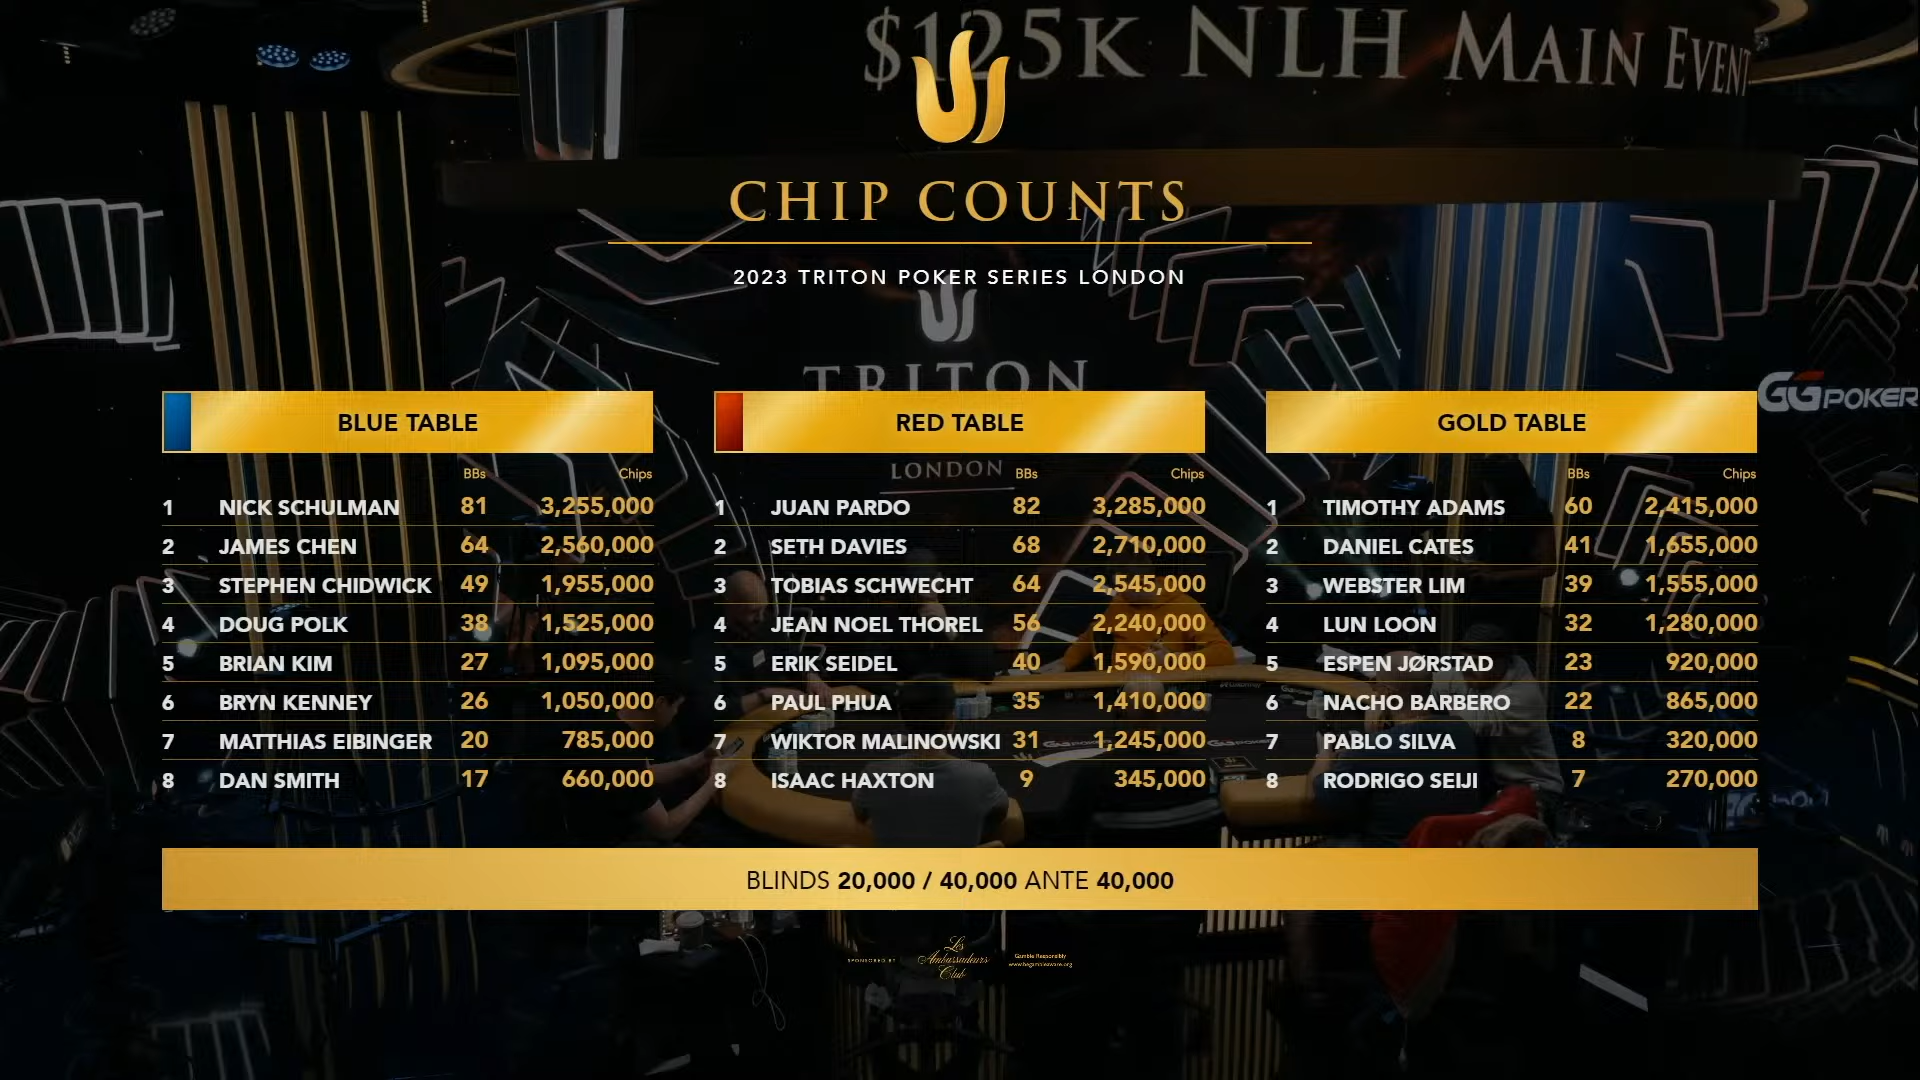 $125K NLH MAIN EVENT
CHIP COUNTS
2023 TRITON POKER SERIES LONDON
TRITON
LONDON
GGPOKER
BLUE TABLE
BBs Chips
1 NICK SCHULMAN 81 3,255,000
2 JAMES CHEN 64 2,560,000
3 STEPHEN CHIDWICK 49 1,955,000
4 DOUG POLK 38 1,525,000
5 BRIAN KIM 27 1,095,000
6 BRYN KENNEY 26 1,050,000
7 MATTHIAS EIBINGER 20 785,000
8 DAN SMITH 17 660,000
RED TABLE
BBs Chips
1 JUAN PARDO 82 3,285,000
2 SETH DAVIES 68 2,710,000
3 TOBIAS SCHWECHT 64 2,545,000
4 JEAN NOEL THOREL 56 2,240,000
5 ERIK SEIDEL 40 1,590,000
6 PAUL PHUA 35 1,410,000
7 WIKTOR MALINOWSKI 31 1,245,000
8 ISAAC HAXTON 9 345,000
GOLD TABLE
BBs Chips
1 TIMOTHY ADAMS 60 2,415,000
2 DANIEL CATES 41 1,655,000
3 WEBSTER LIM 39 1,555,000
4 LUN LOON 32 1,280,000
5 ESPEN JØRSTAD 23 920,000
6 NACHO BARBERO 22 865,000
7 PABLO SILVA 8 320,000
8 RODRIGO SEIJI 7 270,000
BLINDS 20,000 / 40,000 ANTE 40,000
SPONSORED BY
Les
Ambassadeurs
Club
Gamble Responsibly
www.begambleaware.org